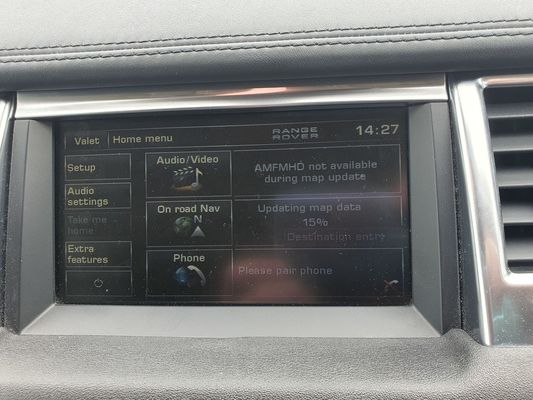 Valet
Home menu
RANGE
ROVER
14:27
Setup
Audio
settings
Take me
home
Extra
features
Audio/Video
AMFMHD not available
during map update
On road Nav
N
Updating map data
15%
Destination entry
Phone
Please pair phone